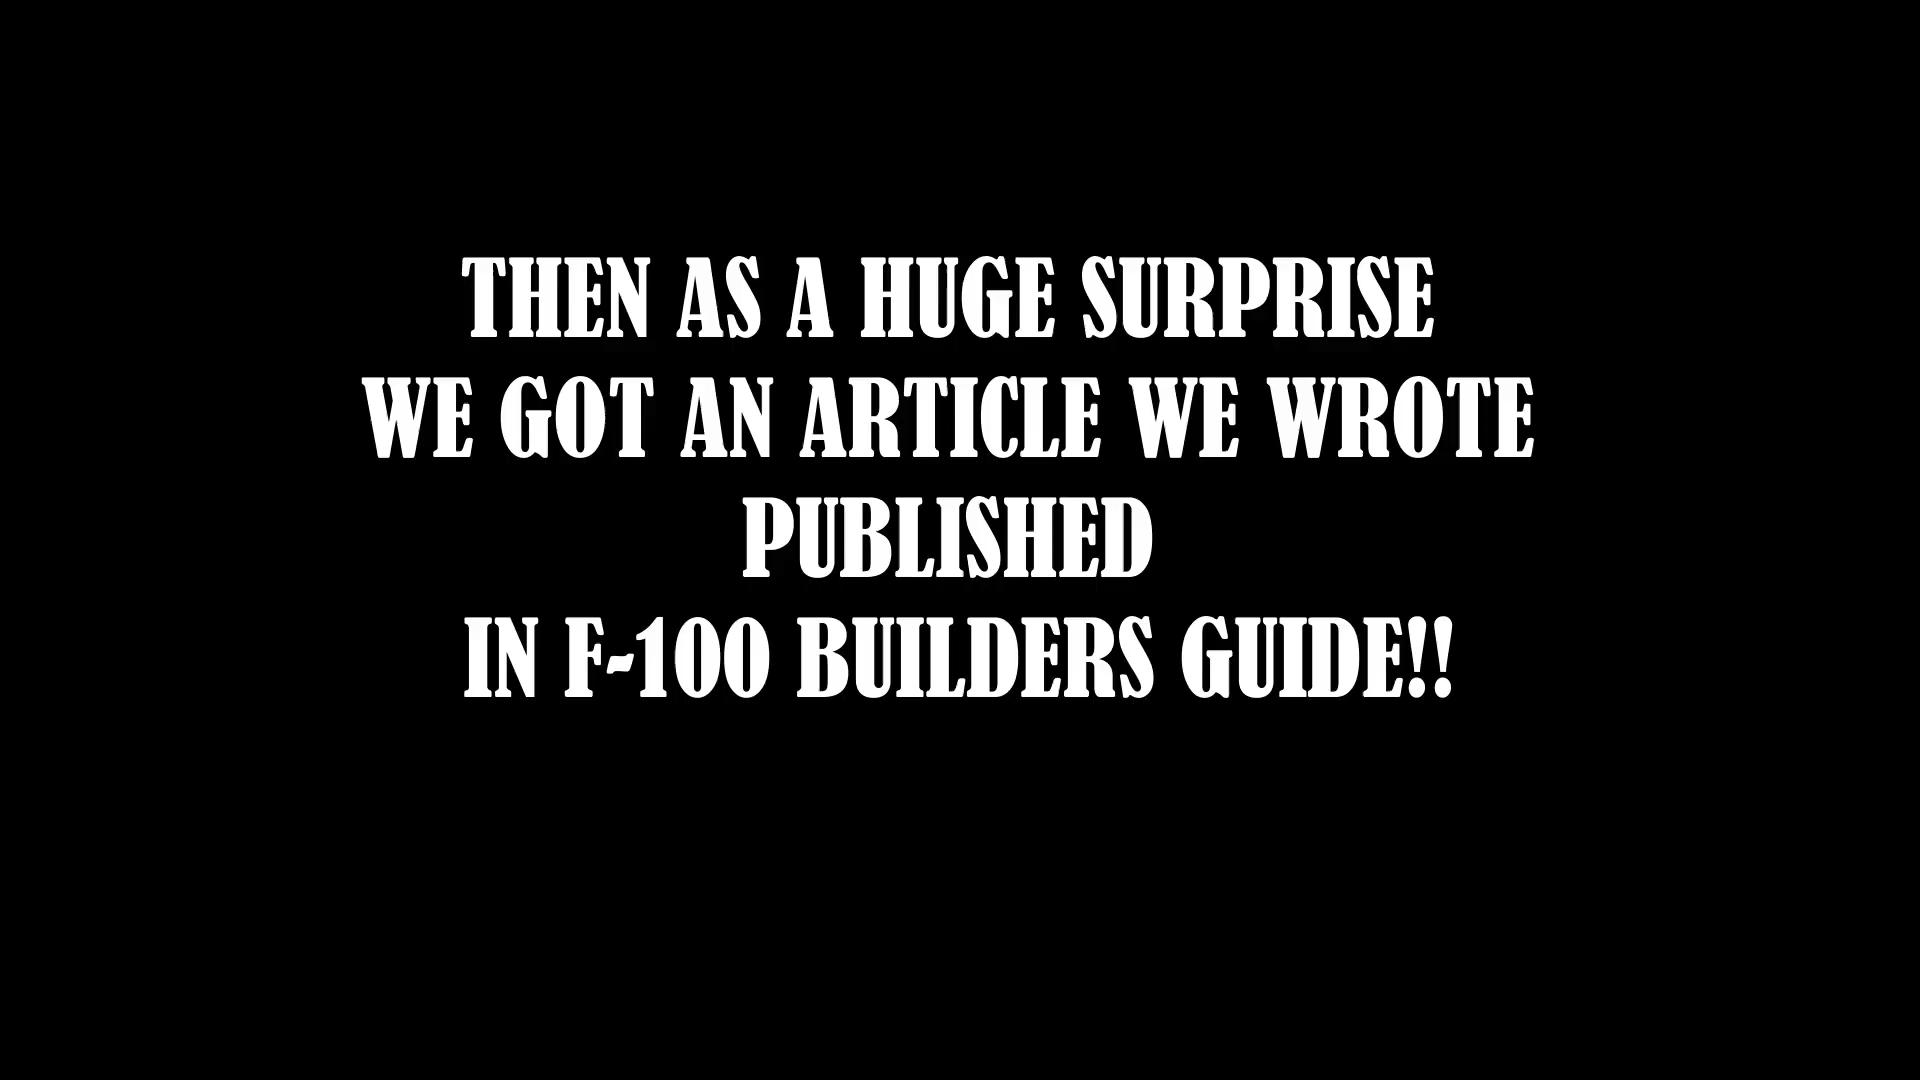 THEN AS A HUGE SURPRISE
WE GOT AN ARTICLE WE WROTE
PUBLISHED
IN F-100 BUILDERS GUIDE!!